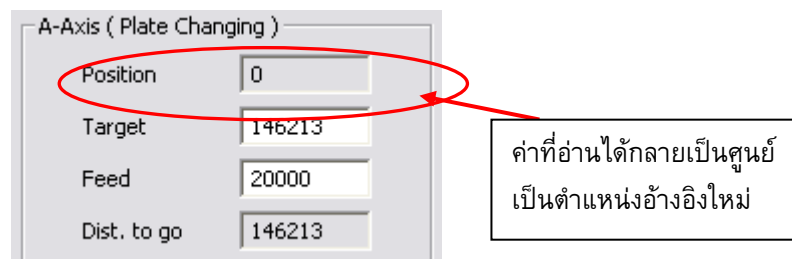 A-Axis ( Plate Changing )
Position 0
Target 146213
Feed 20000
Dist. to go 146213
ค่าที่อ่านได้กลายเป็นศูนย์
เป็นตำแหน่งอ้างอิงใหม่